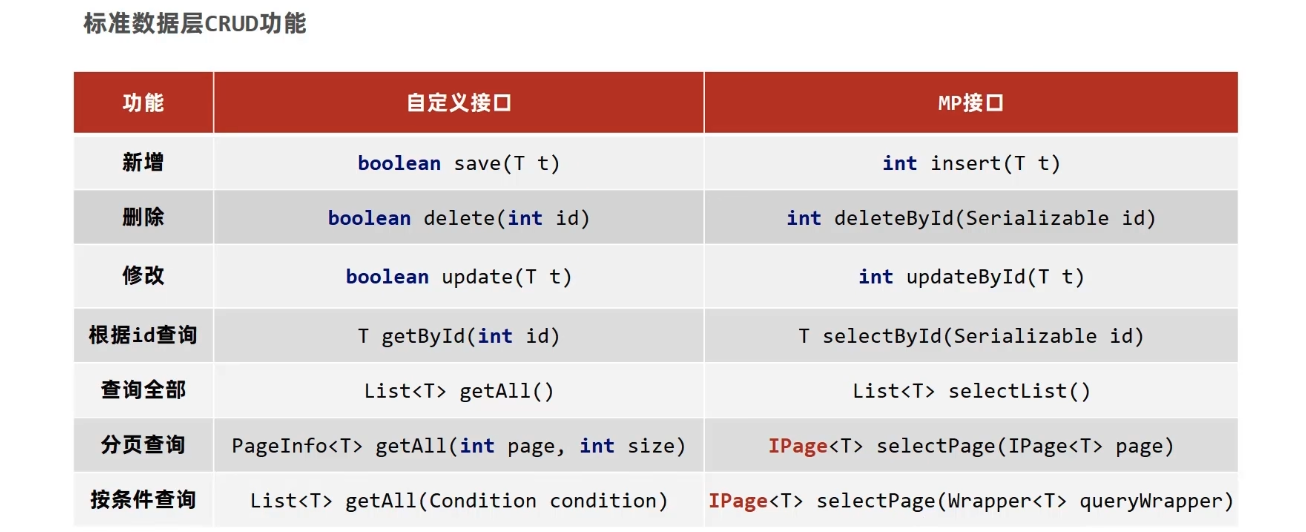 标准数据层CRUD功能
功能 自定义接口 MP接口
新增 boolean save(T t) int insert(T t)
删除 boolean delete(int id) int deleteById(Serializable id)
修改 boolean update(T t) int updateById(T t)
根据id查询 T getById(int id) T selectById(Serializable id)
查询全部 List<T> getAll() List<T> selectList()
分页查询 PageInfo<T> getAll(int page, int size) IPage<T> selectPage(IPage<T> page)
按条件查询 List<T> getAll(Condition condition) IPage<T> selectPage(Wrapper<T> queryWrapper)